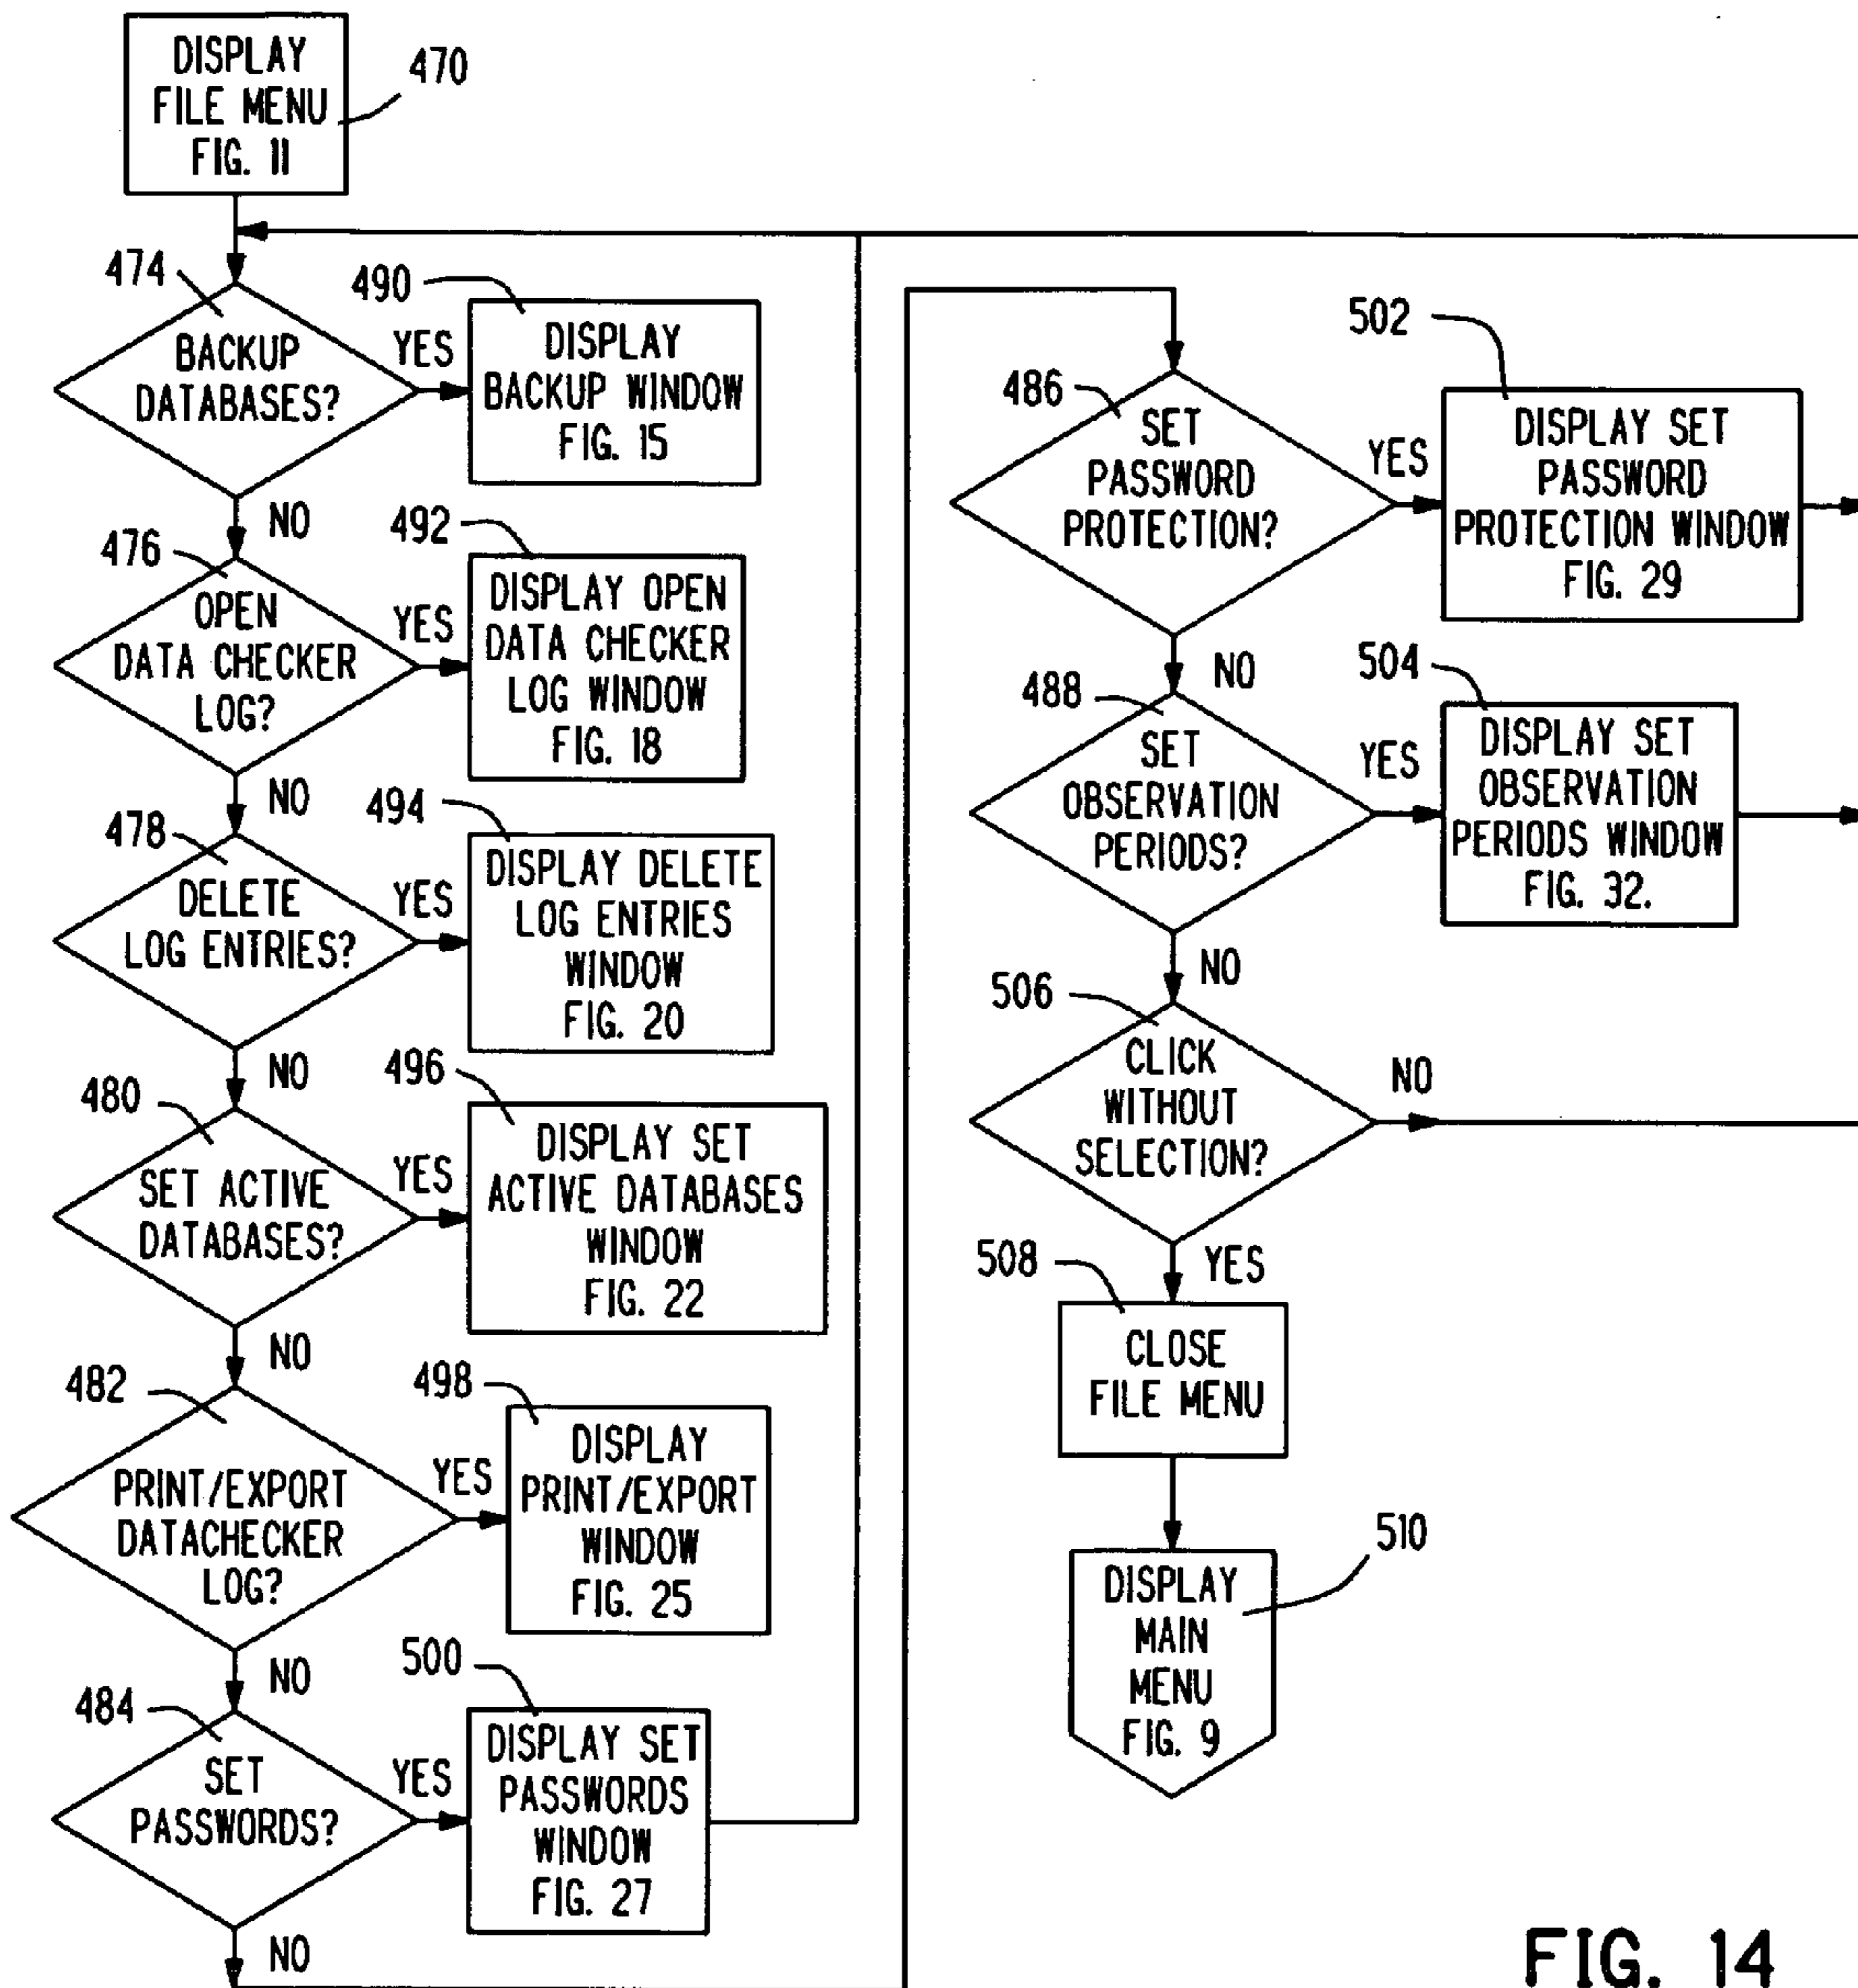 DISPLAY
FILE MENU
FIG. 11
470
474
BACKUP
DATABASES?
YES
490
DISPLAY
BACKUP WINDOW
FIG. 15
NO
476
OPEN
DATA CHECKER
LOG?
YES
492
DISPLAY OPEN
DATA CHECKER
LOG WINDOW
FIG. 18
NO
478
DELETE
LOG ENTRIES?
YES
494
DISPLAY DELETE
LOG ENTRIES
WINDOW
FIG. 20
NO
480
SET ACTIVE
DATABASES?
YES
496
DISPLAY SET
ACTIVE DATABASES
WINDOW
FIG. 22
NO
482
PRINT/EXPORT
DATACHECKER
LOG?
YES
498
DISPLAY
PRINT/EXPORT
WINDOW
FIG. 25
NO
484
SET
PASSWORDS?
YES
500
DISPLAY SET
PASSWORDS
WINDOW
FIG. 27
NO
486
SET
PASSWORD
PROTECTION?
YES
502
DISPLAY SET
PASSWORD
PROTECTION WINDOW
FIG. 29
NO
488
SET
OBSERVATION
PERIODS?
YES
504
DISPLAY SET
OBSERVATION
PERIODS WINDOW
FIG. 32.
NO
506
CLICK
WITHOUT
SELECTION?
NO
YES
508
CLOSE
FILE MENU
510
DISPLAY
MAIN
MENU
FIG. 9
FIG. 14